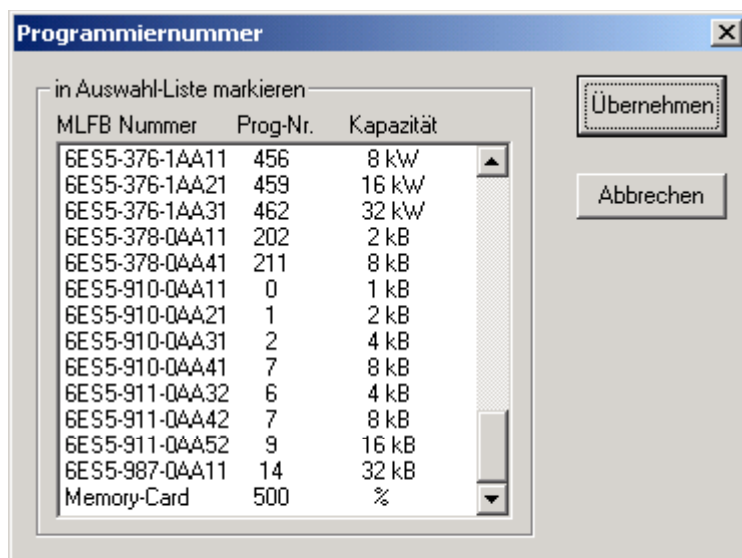 Programmiernummer
in Auswahl-Liste markieren
MLFB Nummer Prog-Nr. Kapazität
6ES5-376-1AA11 456 8 kW
6ES5-376-1AA21 459 16 kW
6ES5-376-1AA31 462 32 kW
6ES5-378-0AA11 202 2 kB
6ES5-378-0AA41 211 8 kB
6ES5-910-0AA11 0 1 kB
6ES5-910-0AA21 1 2 kB
6ES5-910-0AA31 2 4 kB
6ES5-910-0AA41 7 8 kB
6ES5-911-0AA32 6 4 kB
6ES5-911-0AA42 7 8 kB
6ES5-911-0AA52 9 16 kB
6ES5-987-0AA11 14 32 kB
Memory-Card 500 %
Übernehmen
Abbrechen